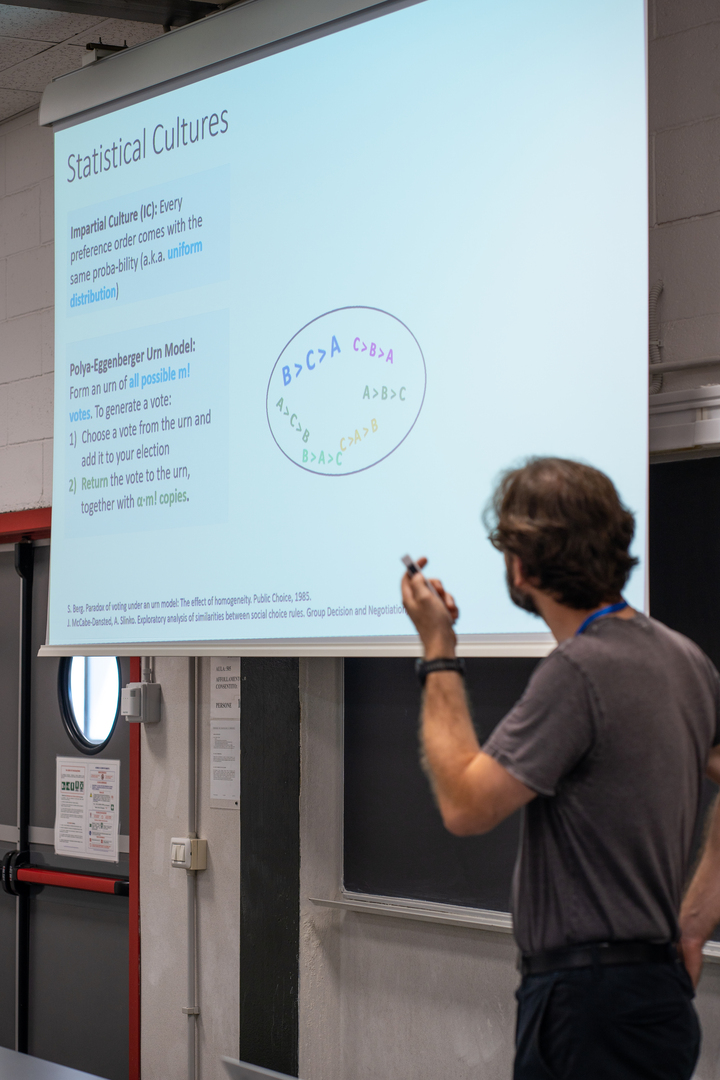 Statistical Cultures
Impartial Culture (IC): Every
preference order comes with the
same proba-bility (a.k.a. uniform
distribution)
Polya-Eggenberger Urn Model:
Form an urn of all possible m!
votes. To generate a vote:
1) Choose a vote from the urn and
add it to your election
2) Return the vote to the urn,
together with α·m! copies.
B>C>A
C>B>A
A>B>C
A>C>B
C>A>B
B>A>C
S. Berg. Paradox of voting under an urn model: The effect of homogeneity. Public Choice, 1985.
J. McCabe-Dansted, A. Slinko. Exploratory analysis of similarities between social choice rules. Group Decision and Negotiation
AFFOLLAMENTO
CONSENTITO:
PERSONE